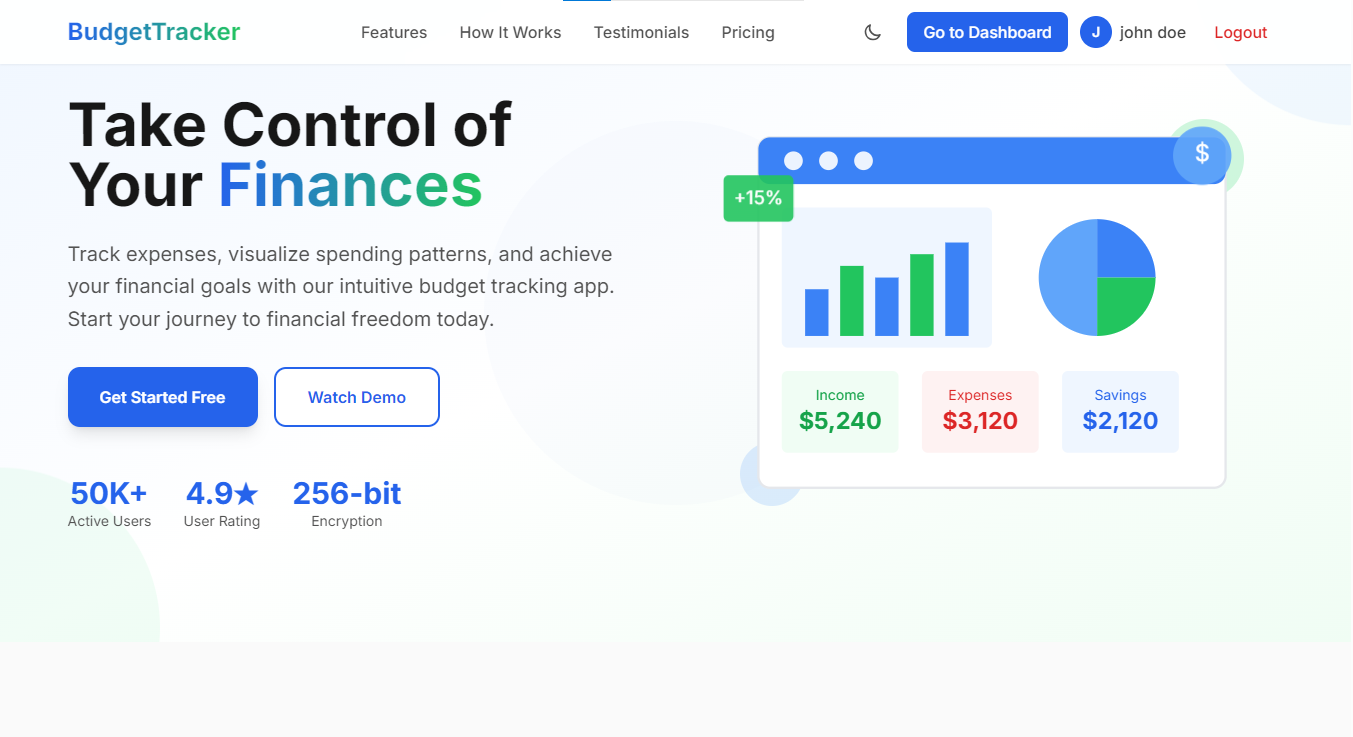 BudgetTracker
Features
How It Works
Testimonials
Pricing
Go to Dashboard
J
john doe
Logout
Take Control of
Your Finances
Track expenses, visualize spending patterns, and achieve
your financial goals with our intuitive budget tracking app.
Start your journey to financial freedom today.
Get Started Free
Watch Demo
50K+
Active Users
4.9★
User Rating
256-bit
Encryption
$
+15%
Income
$5,240
Expenses
$3,120
Savings
$2,120